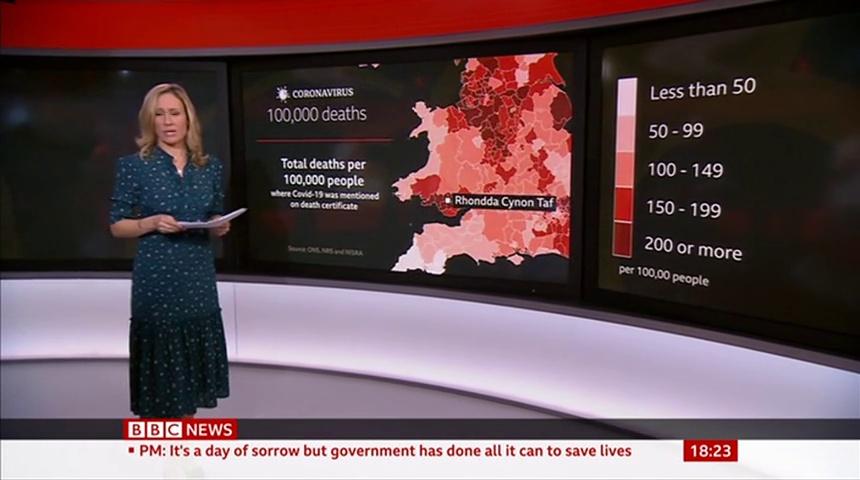 CORONAVIRUS
100,000 deaths
Total deaths per
100,000 people
where Covid-19 was mentioned
on death certificate
Source: ONS, NRS and NISRA
Rhondda Cynon Taf
Less than 50
50 - 99
100 - 149
150 - 199
200 or more
per 100,00 people
BBC NEWS
PM: It's a day of sorrow but government has done all it can to save lives
18:23